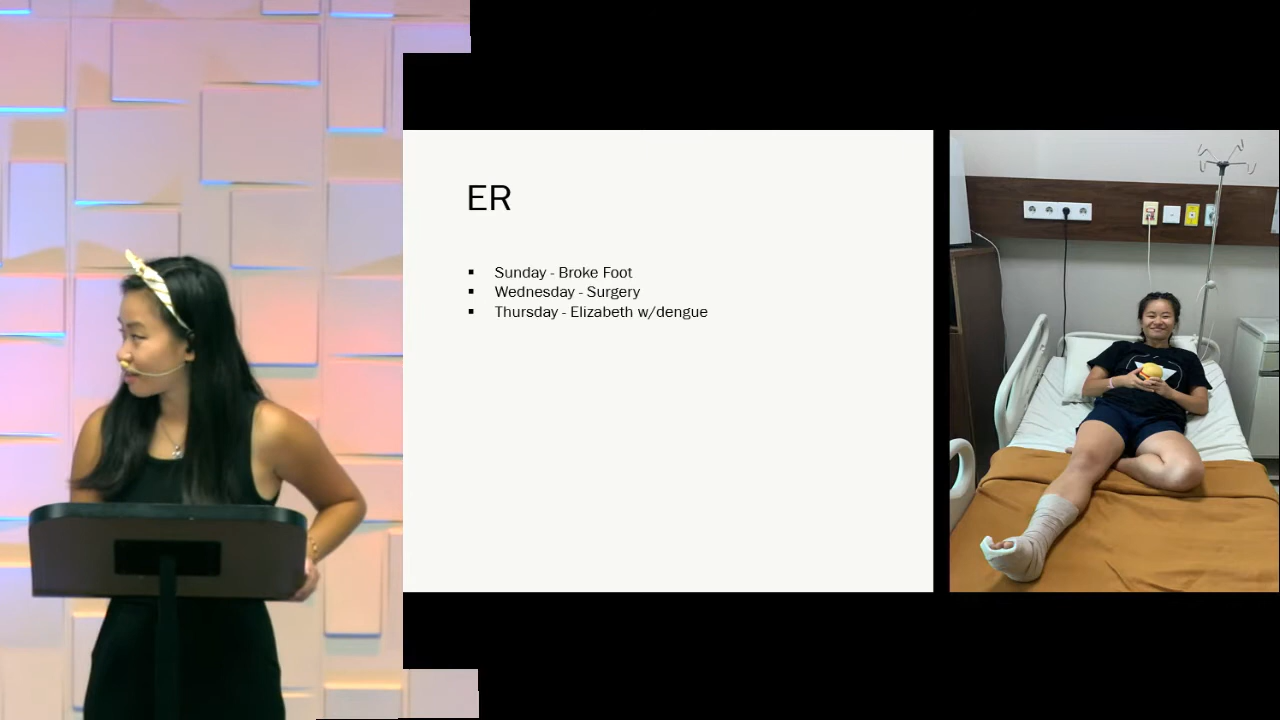 ER
▪ Sunday - Broke Foot
▪ Wednesday - Surgery
▪ Thursday - Elizabeth w/dengue